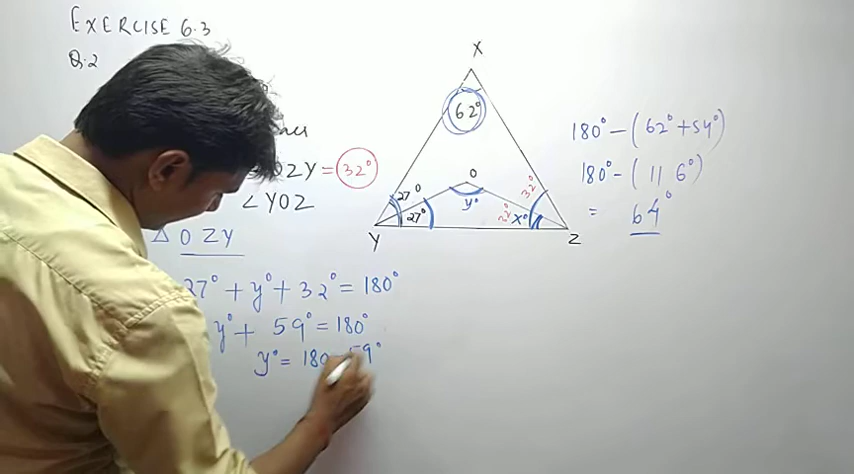 EXERCISE 6.3
Q.2
OZY = 32°
∠ YOZ
△ OZY
27° + y° + 32° = 180°
y° + 59° = 180°
y° = 180 59°
X
62°
O
27°
27°
y°
32°
32°
x°
Y
Z
180° - (62° + 54°)
180° - (116°)
= 64°